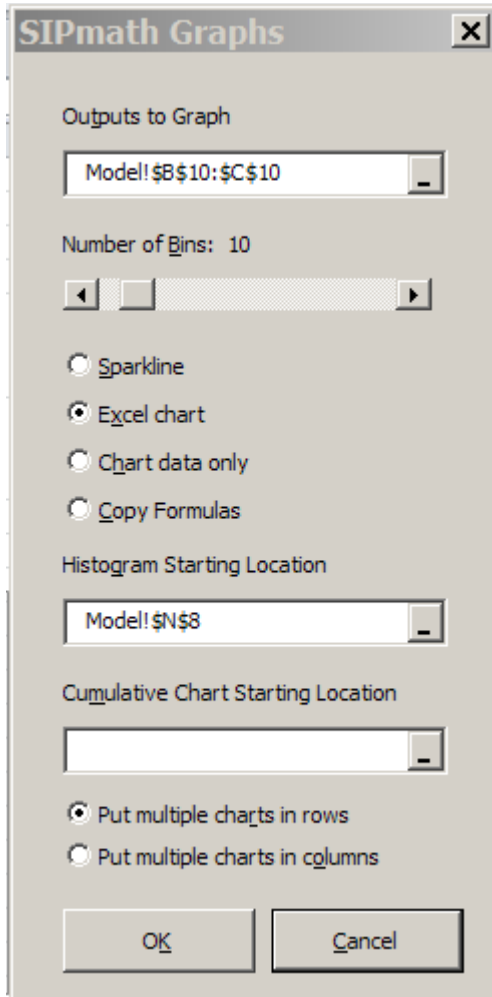 SIPmath Graphs
Outputs to Graph
Model!$B$10:$C$10
Number of Bins: 10
Sparkline
Excel chart
Chart data only
Copy Formulas
Histogram Starting Location
Model!$N$8
Cumulative Chart Starting Location
Put multiple charts in rows
Put multiple charts in columns
OK Cancel